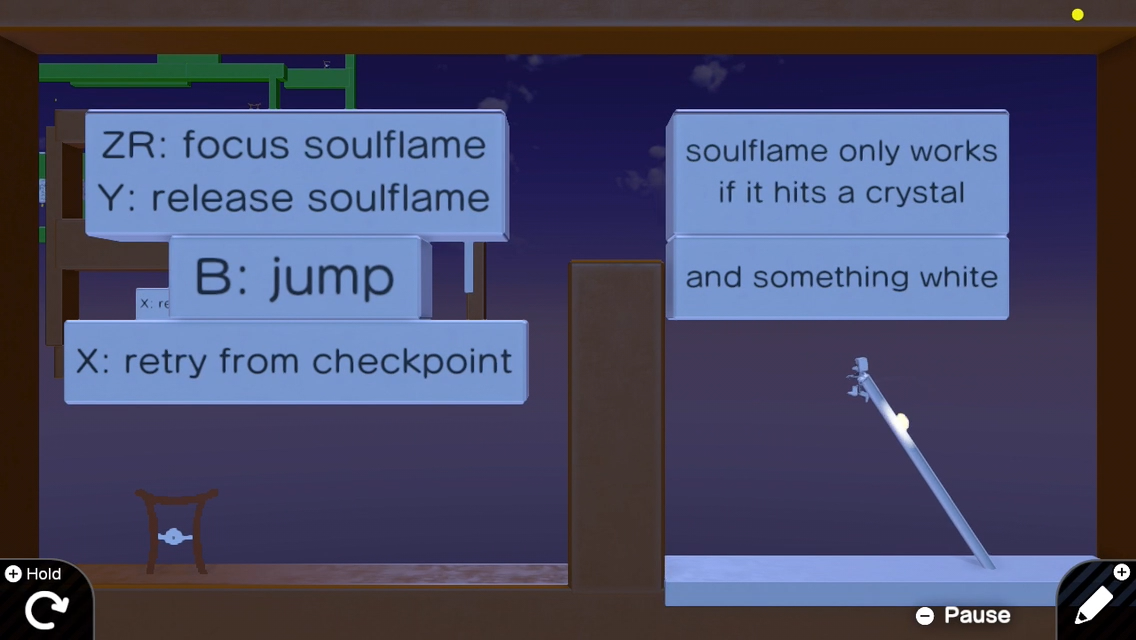 ZR: focus soulflame
Y: release soulflame
B: jump
X: re
X: retry from checkpoint
soulflame only works
if it hits a crystal
and something white
Hold
Pause